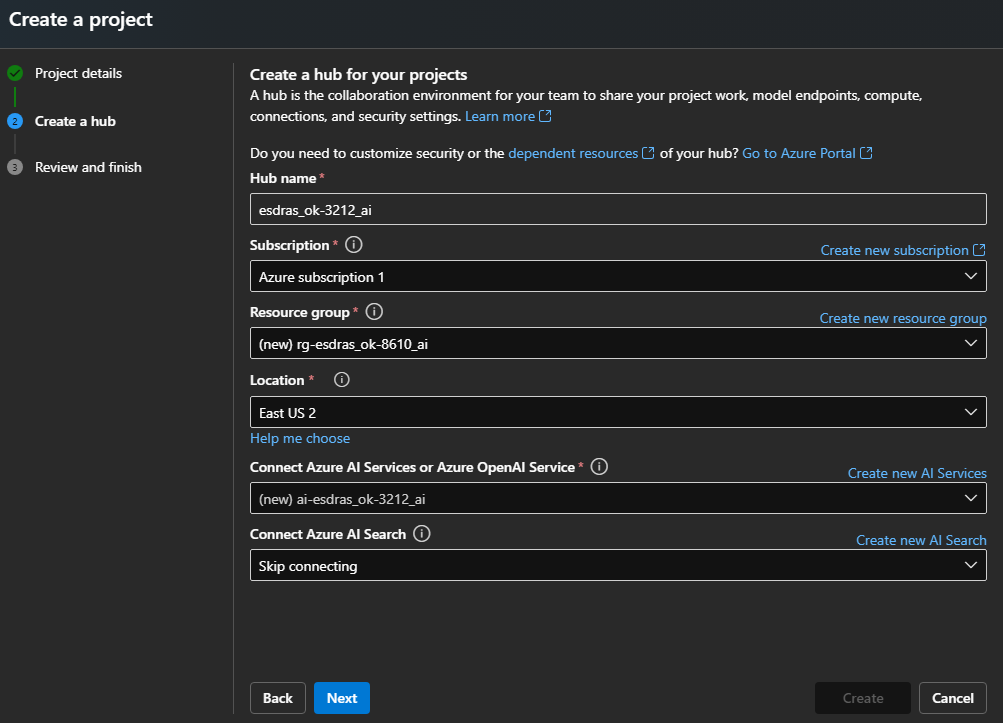 Create a project
Project details
2 Create a hub
3 Review and finish
Create a hub for your projects
A hub is the collaboration environment for your team to share your project work, model endpoints, compute,
connections, and security settings. Learn more
Do you need to customize security or the dependent resources of your hub? Go to Azure Portal
Hub name *
esdras_ok-3212_ai
Subscription *
Create new subscription
Azure subscription 1
Resource group *
Create new resource group
(new) rg-esdras_ok-8610_ai
Location *
East US 2
Help me choose
Connect Azure AI Services or Azure OpenAI Service *
Create new AI Services
(new) ai-esdras_ok-3212_ai
Connect Azure AI Search
Create new AI Search
Skip connecting
Back
Next
Create
Cancel